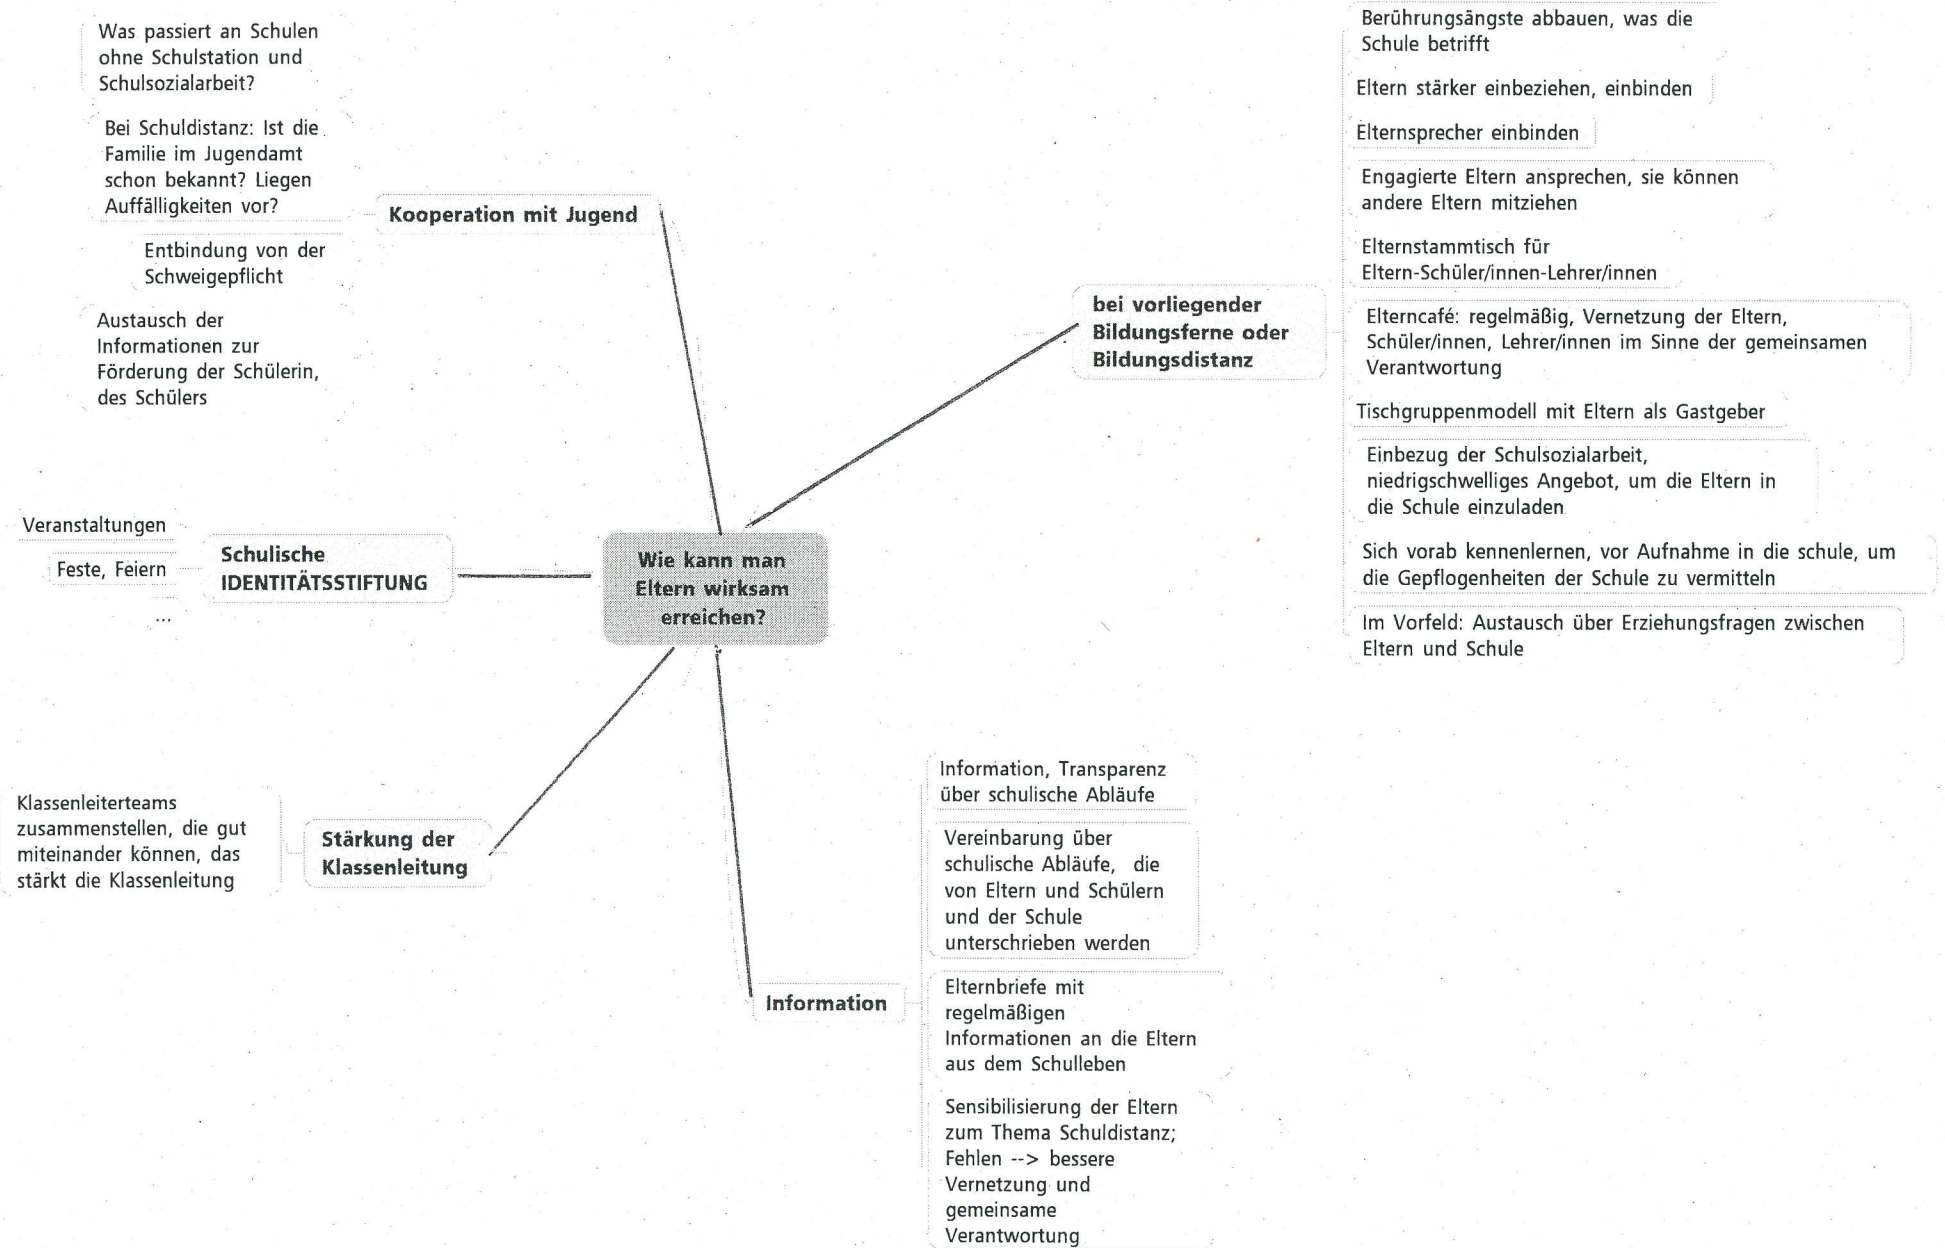 Was passiert an Schulen
ohne Schulstation und
Schulsozialarbeit?
Bei Schuldistanz: Ist die
Familie im Jugendamt
schon bekannt? Liegen
Auffälligkeiten vor?
Entbindung von der
Schweigepflicht
Austausch der
Informationen zur
Förderung der Schülerin,
des Schülers
Kooperation mit Jugend
Berührungsängste abbauen, was die
Schule betrifft
Eltern stärker einbeziehen, einbinden
Elternsprecher einbinden
Engagierte Eltern ansprechen, sie können
andere Eltern mitziehen
Elternstammtisch für
Eltern-Schüler/innen-Lehrer/innen
Elterncafé: regelmäßig, Vernetzung der Eltern,
Schüler/innen, Lehrer/innen im Sinne der gemeinsamen
Verantwortung
Tischgruppenmodell mit Eltern als Gastgeber
Einbezug der Schulsozialarbeit,
niedrigschwelliges Angebot, um die Eltern in
die Schule einzuladen
Sich vorab kennenlernen, vor Aufnahme in die schule, um
die Gepflogenheiten der Schule zu vermitteln
Im Vorfeld: Austausch über Erziehungsfragen zwischen
Eltern und Schule
bei vorliegender
Bildungsferne oder
Bildungsdistanz
Veranstaltungen
Feste, Feiern
...
Schulische
IDENTITÄTSSTIFTUNG
Wie kann man
Eltern wirksam
erreichen?
Klassenleiterteams
zusammenstellen, die gut
miteinander können, das
stärkt die Klassenleitung
Stärkung der
Klassenleitung
Information
Information, Transparenz
über schulische Abläufe
Vereinbarung über
schulische Abläufe, die
von Eltern und Schülern
und der Schule
unterschrieben werden
Elternbriefe mit
regelmäßigen
Informationen an die Eltern
aus dem Schulleben
Sensibilisierung der Eltern
zum Thema Schuldistanz;
Fehlen --> bessere
Vernetzung und
gemeinsame
Verantwortung